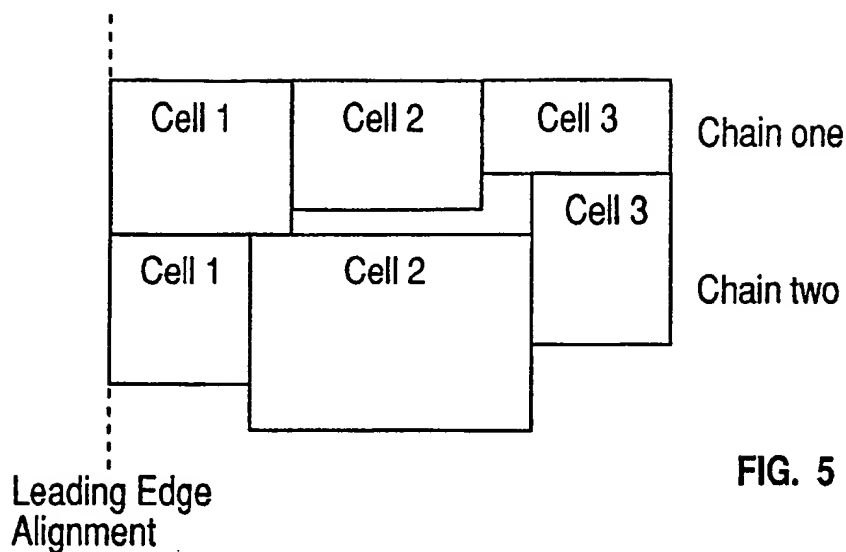 Cell 1
Cell 2
Cell 3
Chain one
Cell 3
Cell 1
Cell 2
Chain two
FIG. 5
Leading Edge
Alignment